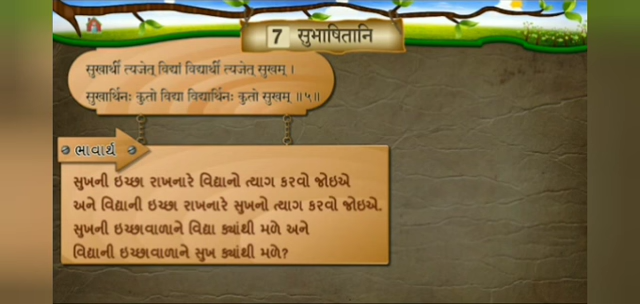 7 सुभाषितानि
सुखार्थी त्यजेत् विद्यां विद्यार्थी त्यजेत् सुखम् ।
सुखार्थिनः कुतो विद्या विद्यार्थिनः कुतो सुखम् ॥५॥
ભાવાર્થ
સુખની ઇચ્છા રાખનારે વિદ્યાનો ત્યાગ કરવો જોઇએ
અને વિદ્યાની ઇચ્છા રાખનારે સુખનો ત્યાગ કરવો જોઇએ.
સુખની ઇચ્છાવાળાને વિદ્યા ક્યાંથી મળે અને
વિદ્યાની ઇચ્છાવાળાને સુખ ક્યાંથી મળે?